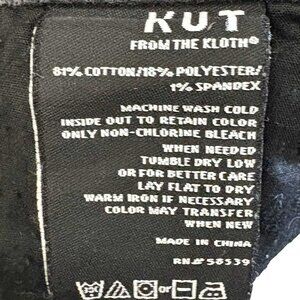 KUT
FROM THE KLOTH®
81% COTTON/18% POLYESTER/
1% SPANDEX
MACHINE WASH COLD
INSIDE OUT TO RETAIN COLOR
ONLY NON-CHLORINE BLEACH
WHEN NEEDED
TUMBLE DRY LOW
OR FOR BETTER CARE
LAY FLAT TO DRY
WARM IRON IF NECESSARY
COLOR MAY TRANSFER
WHEN NEW
MADE IN CHINA
RN# 58539
or